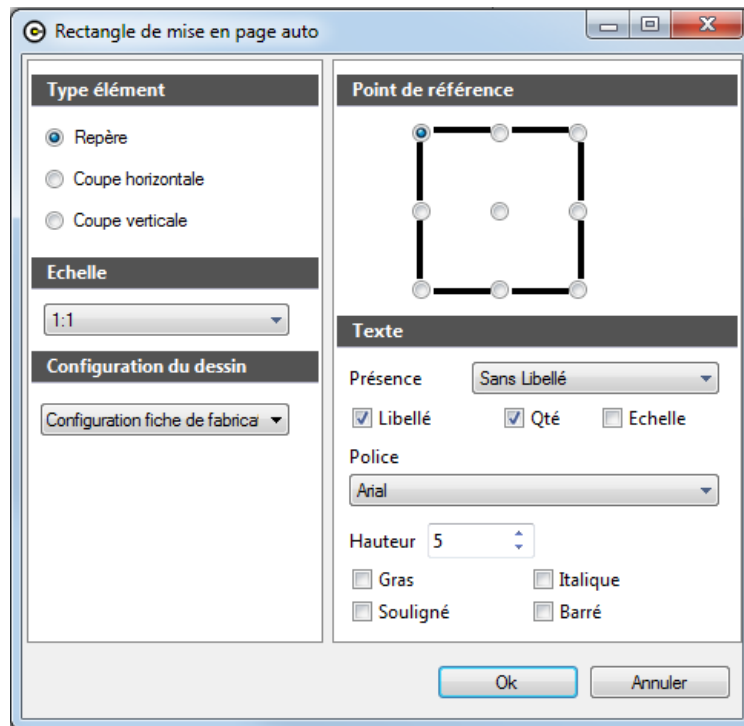 Rectangle de mise en page auto
Type élément
Repère
Coupe horizontale
Coupe verticale
Echelle
1:1
Configuration du dessin
Configuration fiche de fabricat
Point de référence
Texte
Présence Sans Libellé
Libellé Qté Echelle
Police
Arial
Hauteur 5
Gras Italique
Souligné Barré
Ok Annuler